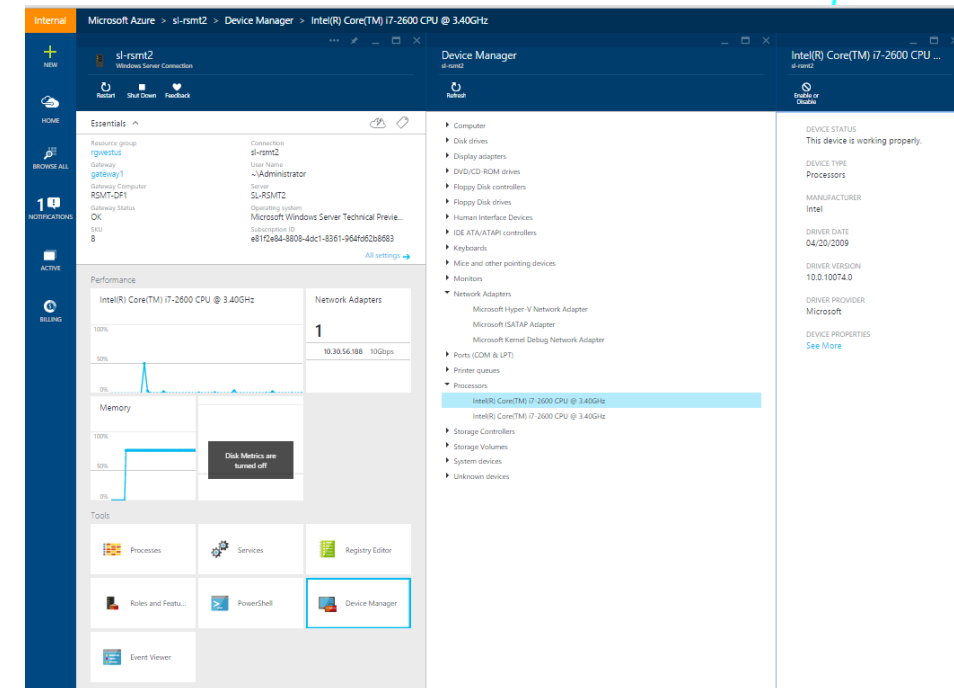 Internal
Microsoft Azure > sl-rsmt2 > Device Manager > Intel(R) Core(TM) i7-2600 CPU @ 3.40GHz
NEW
HOME
BROWSE ALL
1
NOTIFICATIONS
ACTIVE
BILLING
sl-rsmt2
Windows Server Connection
Restart Shut Down Feedback
Essentials
Resource group
rgwestus
Gateway
gateway1
Gateway Computer
RSMT-DF1
Gateway Status
OK
SKU
8
Connection
sl-rsmt2
User Name
~\Administrator
Server
SL-RSMT2
Operating system
Microsoft Windows Server Technical Previe...
Subscription ID
e81f2e84-8808-4dc1-8361-964fd62b8683
All settings
Performance
Intel(R) Core(TM) i7-2600 CPU @ 3.40GHz
100%
50%
0%
Network Adapters
1
10.30.56.188 10Gbps
Memory
100%
50%
0%
Disk Metrics are
turned off
Tools
Processes
Services
Registry Editor
Roles and Featu...
PowerShell
Device Manager
Event Viewer
Device Manager
sl-rsmt2
Refresh
Computer
Disk drives
Display adapters
DVD/CD-ROM drives
Floppy Disk controllers
Floppy Disk drives
Human Interface Devices
IDE ATA/ATAPI controllers
Keyboards
Mice and other pointing devices
Monitors
Network Adapters
Microsoft Hyper-V Network Adapter
Microsoft ISATAP Adapter
Microsoft Kernel Debug Network Adapter
Ports (COM & LPT)
Printer queues
Processors
Intel(R) Core(TM) i7-2600 CPU @ 3.40GHz
Intel(R) Core(TM) i7-2600 CPU @ 3.40GHz
Storage Controllers
Storage Volumes
System devices
Unknown devices
Intel(R) Core(TM) i7-2600 CPU ...
sl-rsmt2
Enable or
Disable
DEVICE STATUS
This device is working properly.
DEVICE TYPE
Processors
MANUFACTURER
Intel
DRIVER DATE
04/20/2009
DRIVER VERSION
10.0.10074.0
DRIVER PROVIDER
Microsoft
DEVICE PROPERTIES
See More